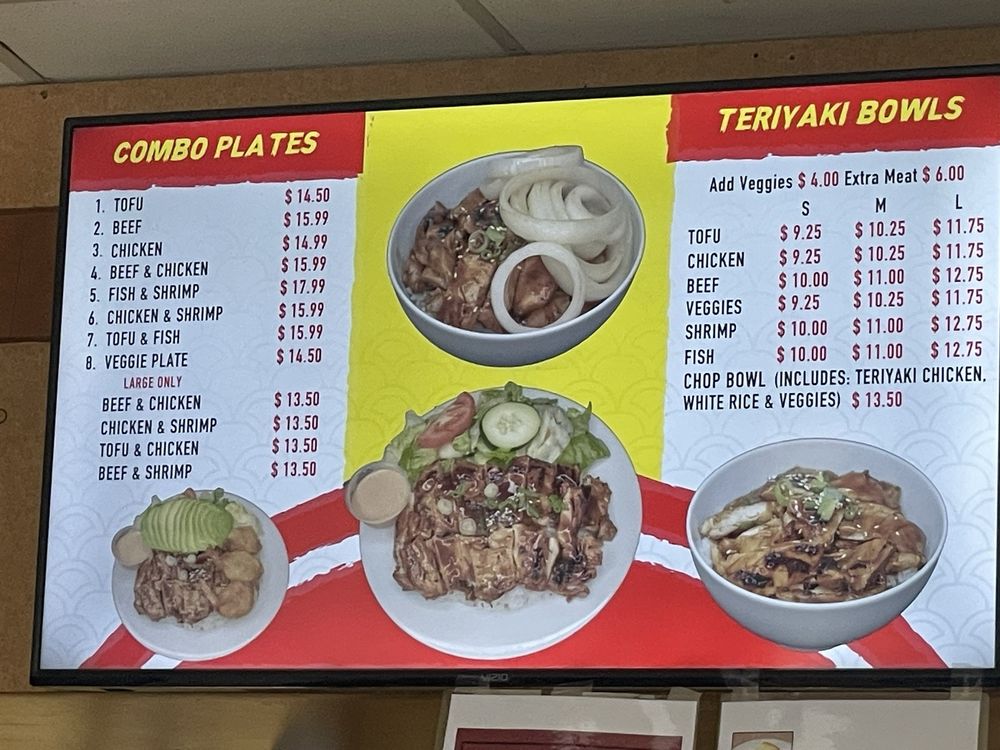 COMBO PLATES
1. TOFU $ 14.50
2. BEEF $ 15.99
3. CHICKEN $ 14.99
4. BEEF & CHICKEN $ 15.99
5. FISH & SHRIMP $ 17.99
6. CHICKEN & SHRIMP $ 15.99
7. TOFU & FISH $ 15.99
8. VEGGIE PLATE $ 14.50
LARGE ONLY
BEEF & CHICKEN $ 13.50
CHICKEN & SHRIMP $ 13.50
TOFU & CHICKEN $ 13.50
BEEF & SHRIMP $ 13.50
TERIYAKI BOWLS
Add Veggies $ 4.00 Extra Meat $ 6.00
S M L
TOFU $ 9.25 $ 10.25 $ 11.75
CHICKEN $ 9.25 $ 10.25 $ 11.75
BEEF $ 10.00 $ 11.00 $ 12.75
VEGGIES $ 9.25 $ 10.25 $ 11.75
SHRIMP $ 10.00 $ 11.00 $ 12.75
FISH $ 10.00 $ 11.00 $ 12.75
CHOP BOWL (INCLUDES: TERIYAKI CHICKEN,
WHITE RICE & VEGGIES) $ 13.50
VIZIO